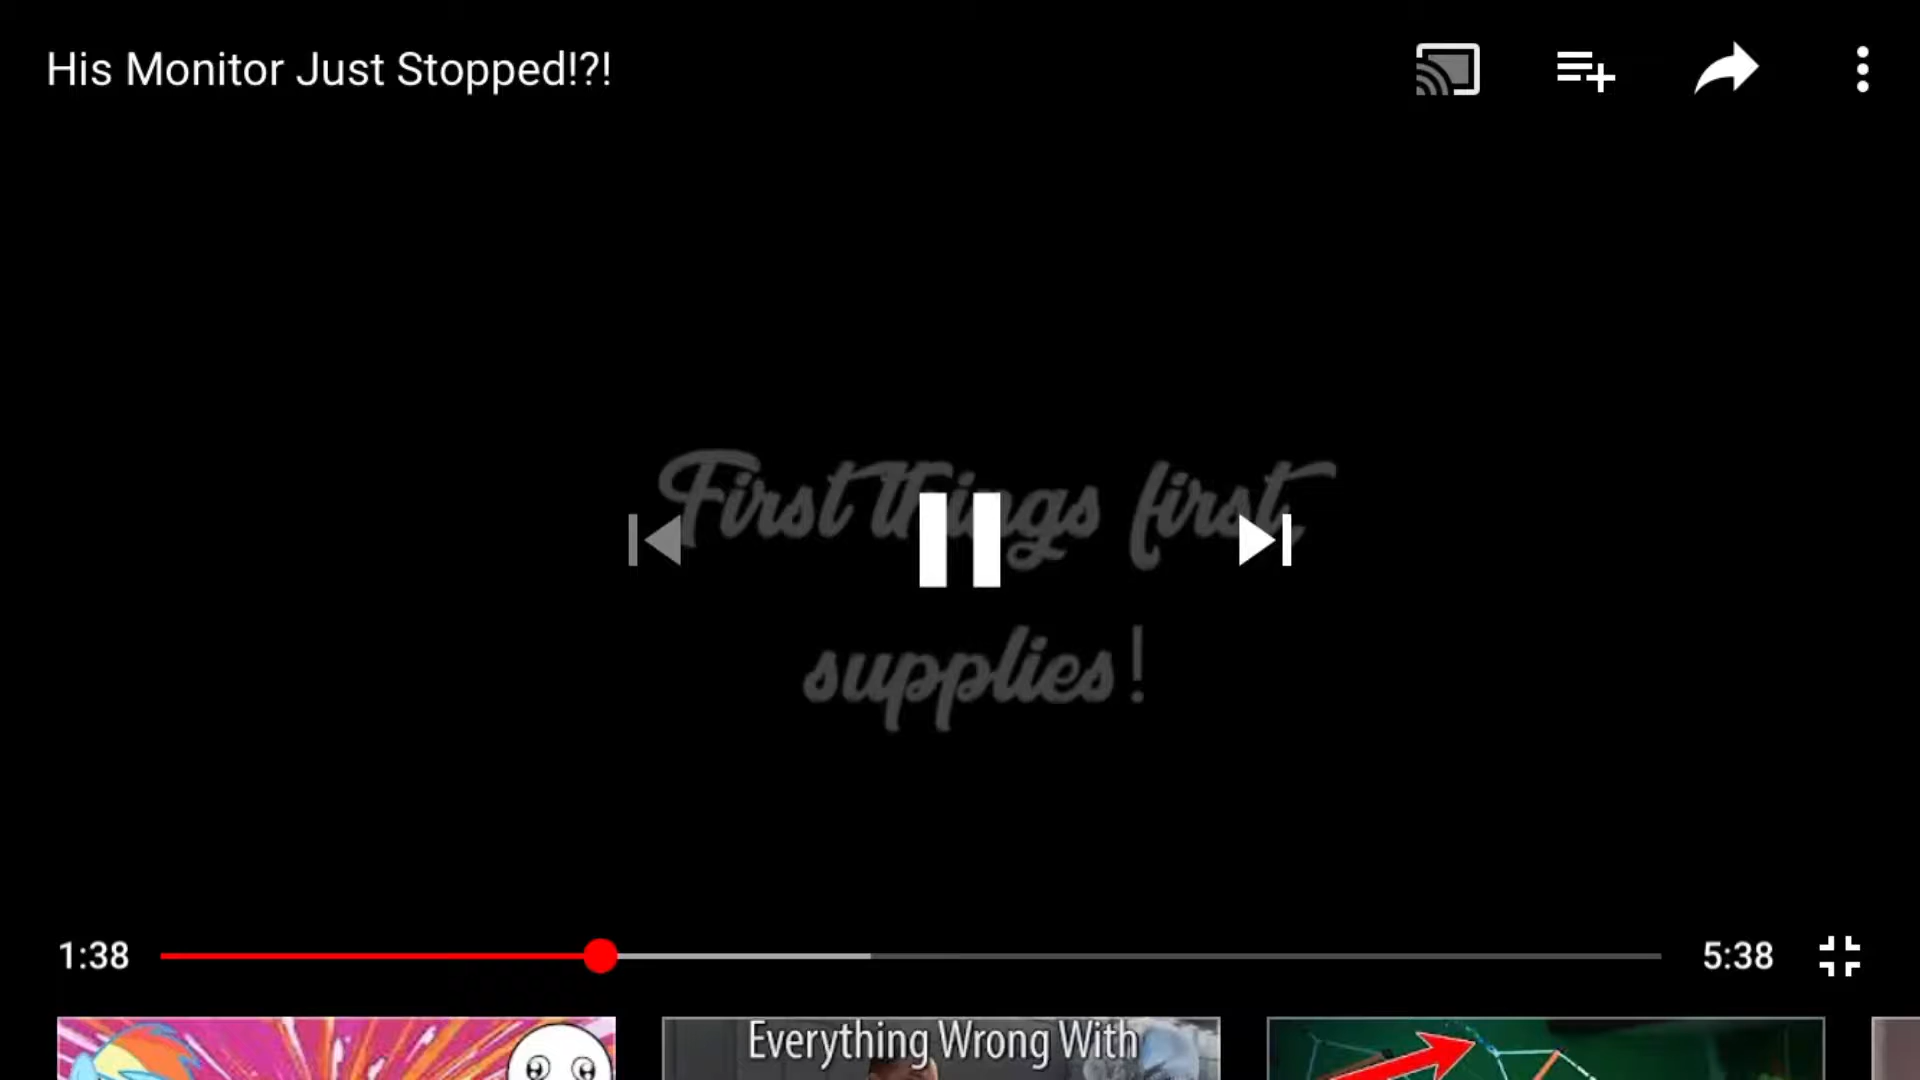 His Monitor Just Stopped!?!
First things first,
supplies!
1:38
5:38
Everything Wrong With